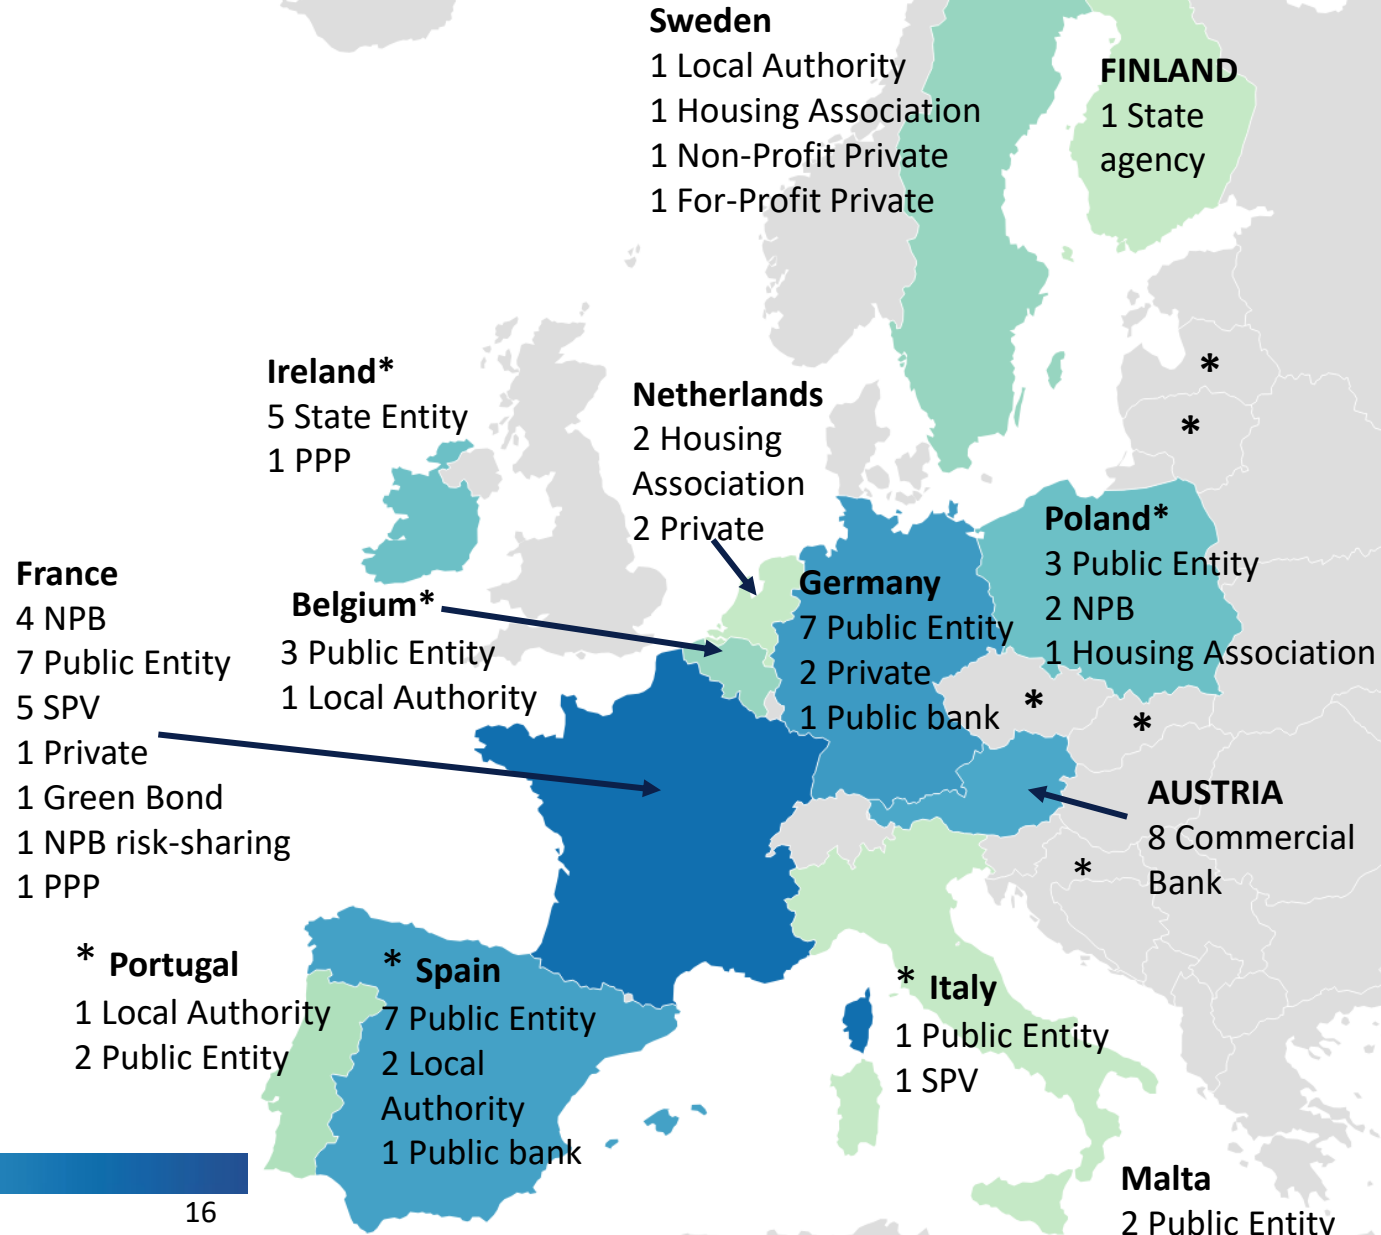 Sweden
1 Local Authority
1 Housing Association
1 Non-Profit Private
1 For-Profit Private
FINLAND
1 State
agency
Ireland*
5 State Entity
1 PPP
Netherlands
2 Housing
Association
2 Private
*
*
Poland*
3 Public Entity
2 NPB
1 Housing Association
France
4 NPB
7 Public Entity
5 SPV
1 Private
1 Green Bond
1 NPB risk-sharing
1 PPP
Belgium*
3 Public Entity
1 Local Authority
Germany
7 Public Entity
2 Private
1 Public bank
*
*
AUSTRIA
8 Commercial
Bank
*
* Portugal
1 Local Authority
2 Public Entity
* Spain
7 Public Entity
2 Local
Authority
1 Public bank
* Italy
1 Public Entity
1 SPV
Malta
2 Public Entity
16